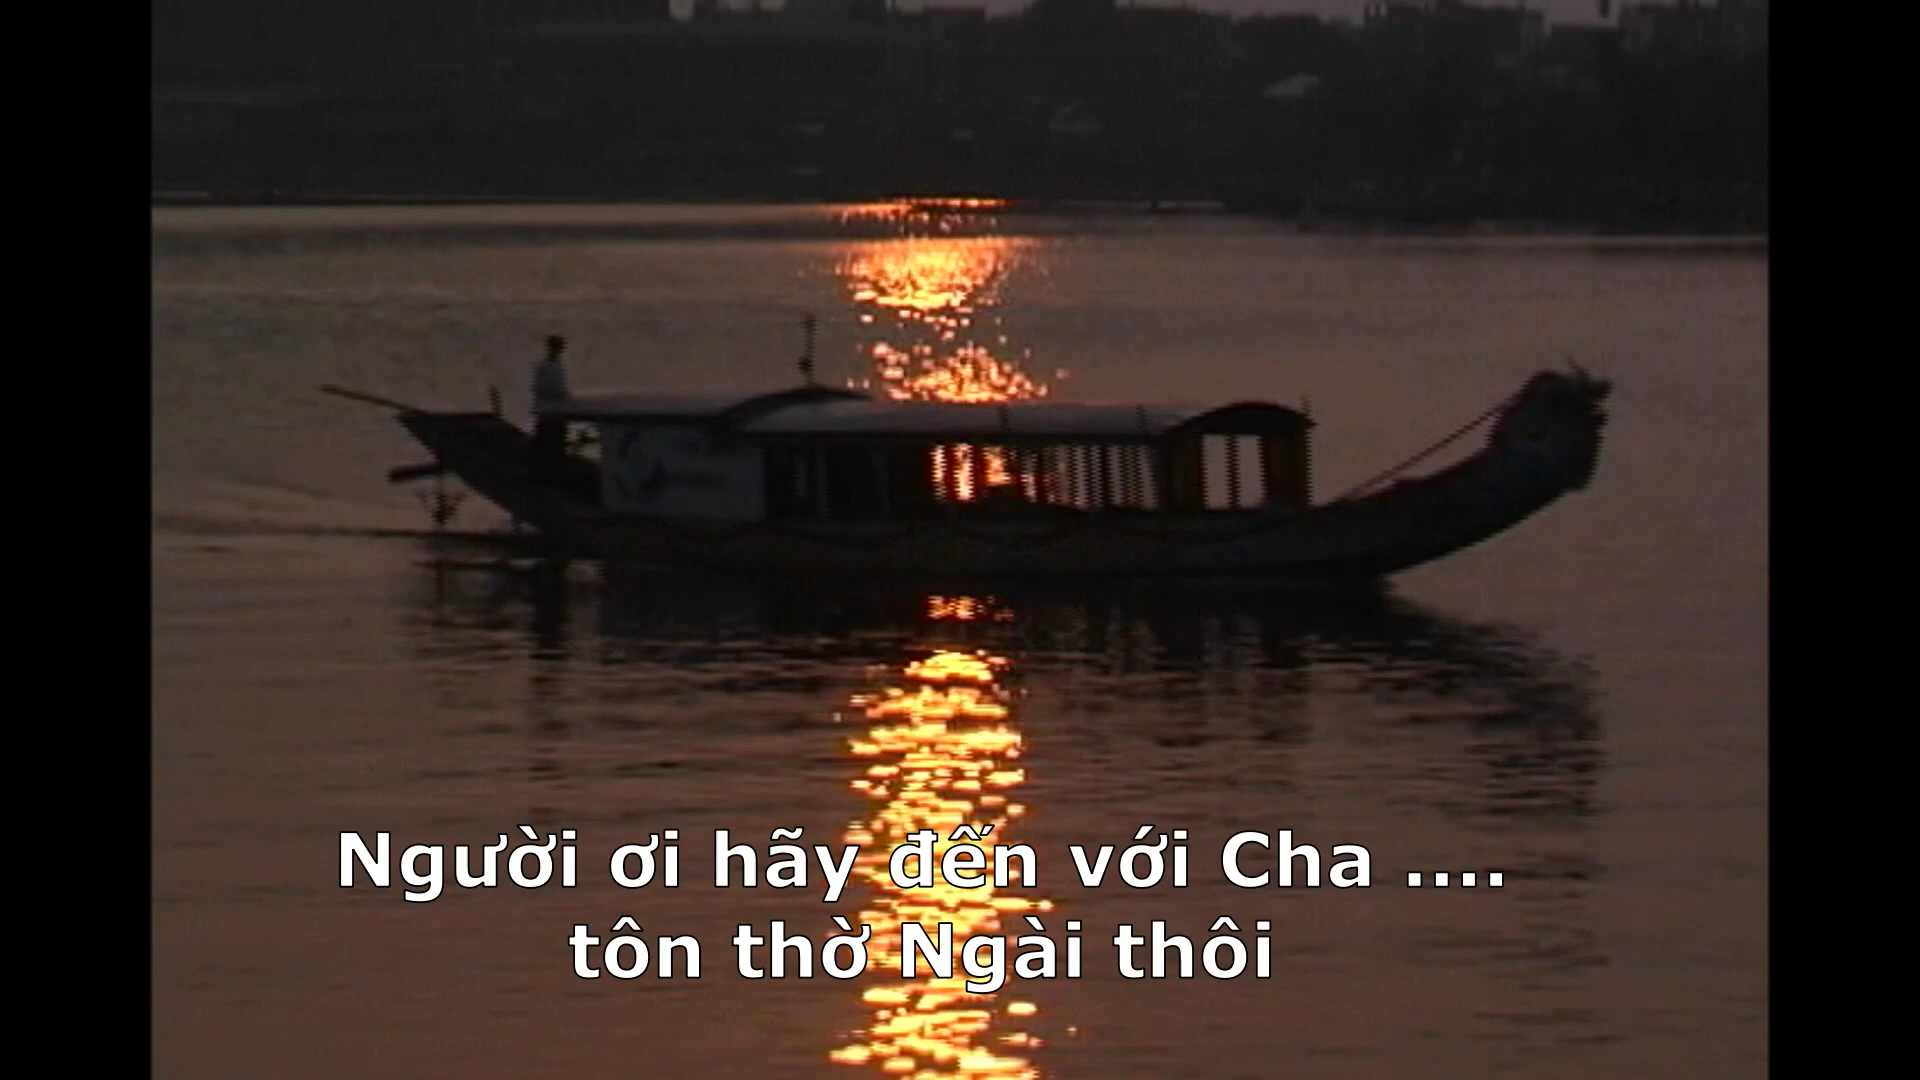 Người ơi hãy đến với Cha ....
tôn thờ Ngài thôi